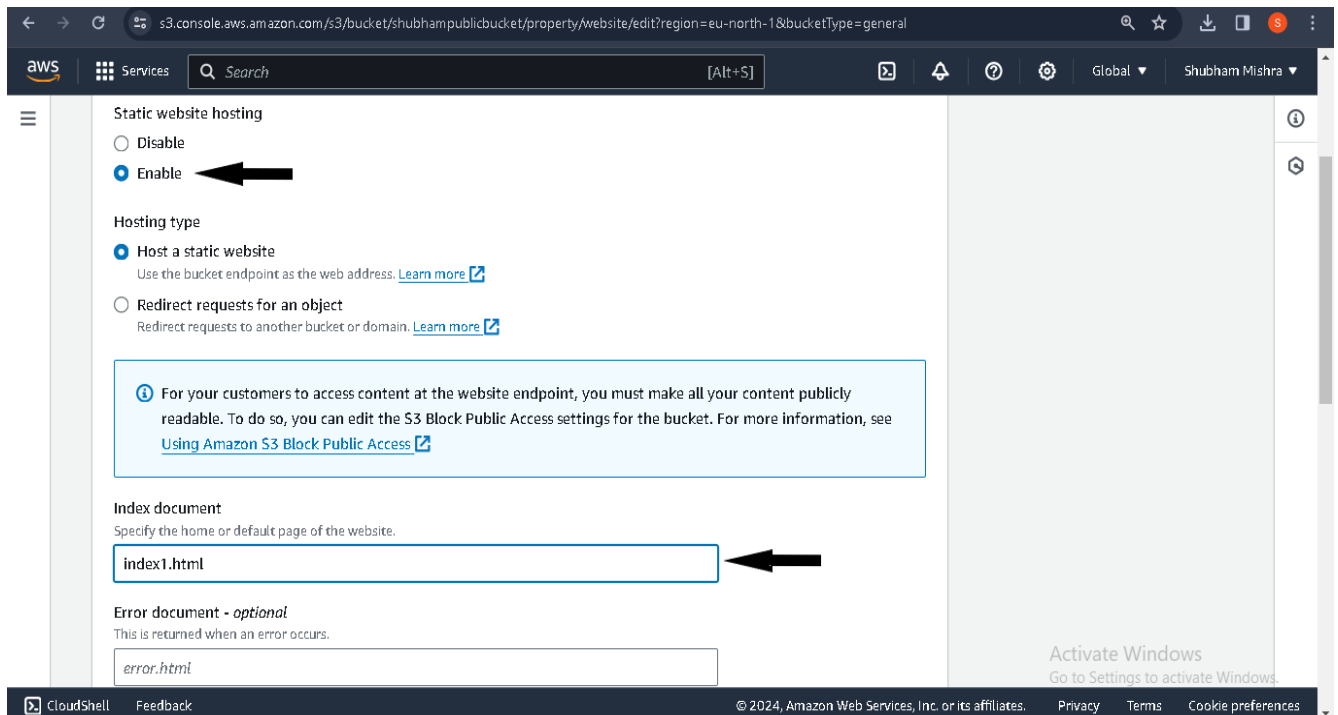 s3.console.aws.amazon.com/s3/bucket/shubhampublicbucket/property/website/edit?region=eu-north-1&bucketType=general
S
aws
Services
Search
[Alt+S]
Global
Shubham Mishra
Static website hosting
Disable
Enable
Hosting type
Host a static website
Use the bucket endpoint as the web address. Learn more
Redirect requests for an object
Redirect requests to another bucket or domain. Learn more
For your customers to access content at the website endpoint, you must make all your content publicly
readable. To do so, you can edit the S3 Block Public Access settings for the bucket. For more information, see
Using Amazon S3 Block Public Access
Index document
Specify the home or default page of the website.
index1.html
Error document - optional
This is returned when an error occurs.
error.html
Activate Windows
Go to Settings to activate Windows.
CloudShell
Feedback
© 2024, Amazon Web Services, Inc. or its affiliates.
Privacy
Terms
Cookie preferences